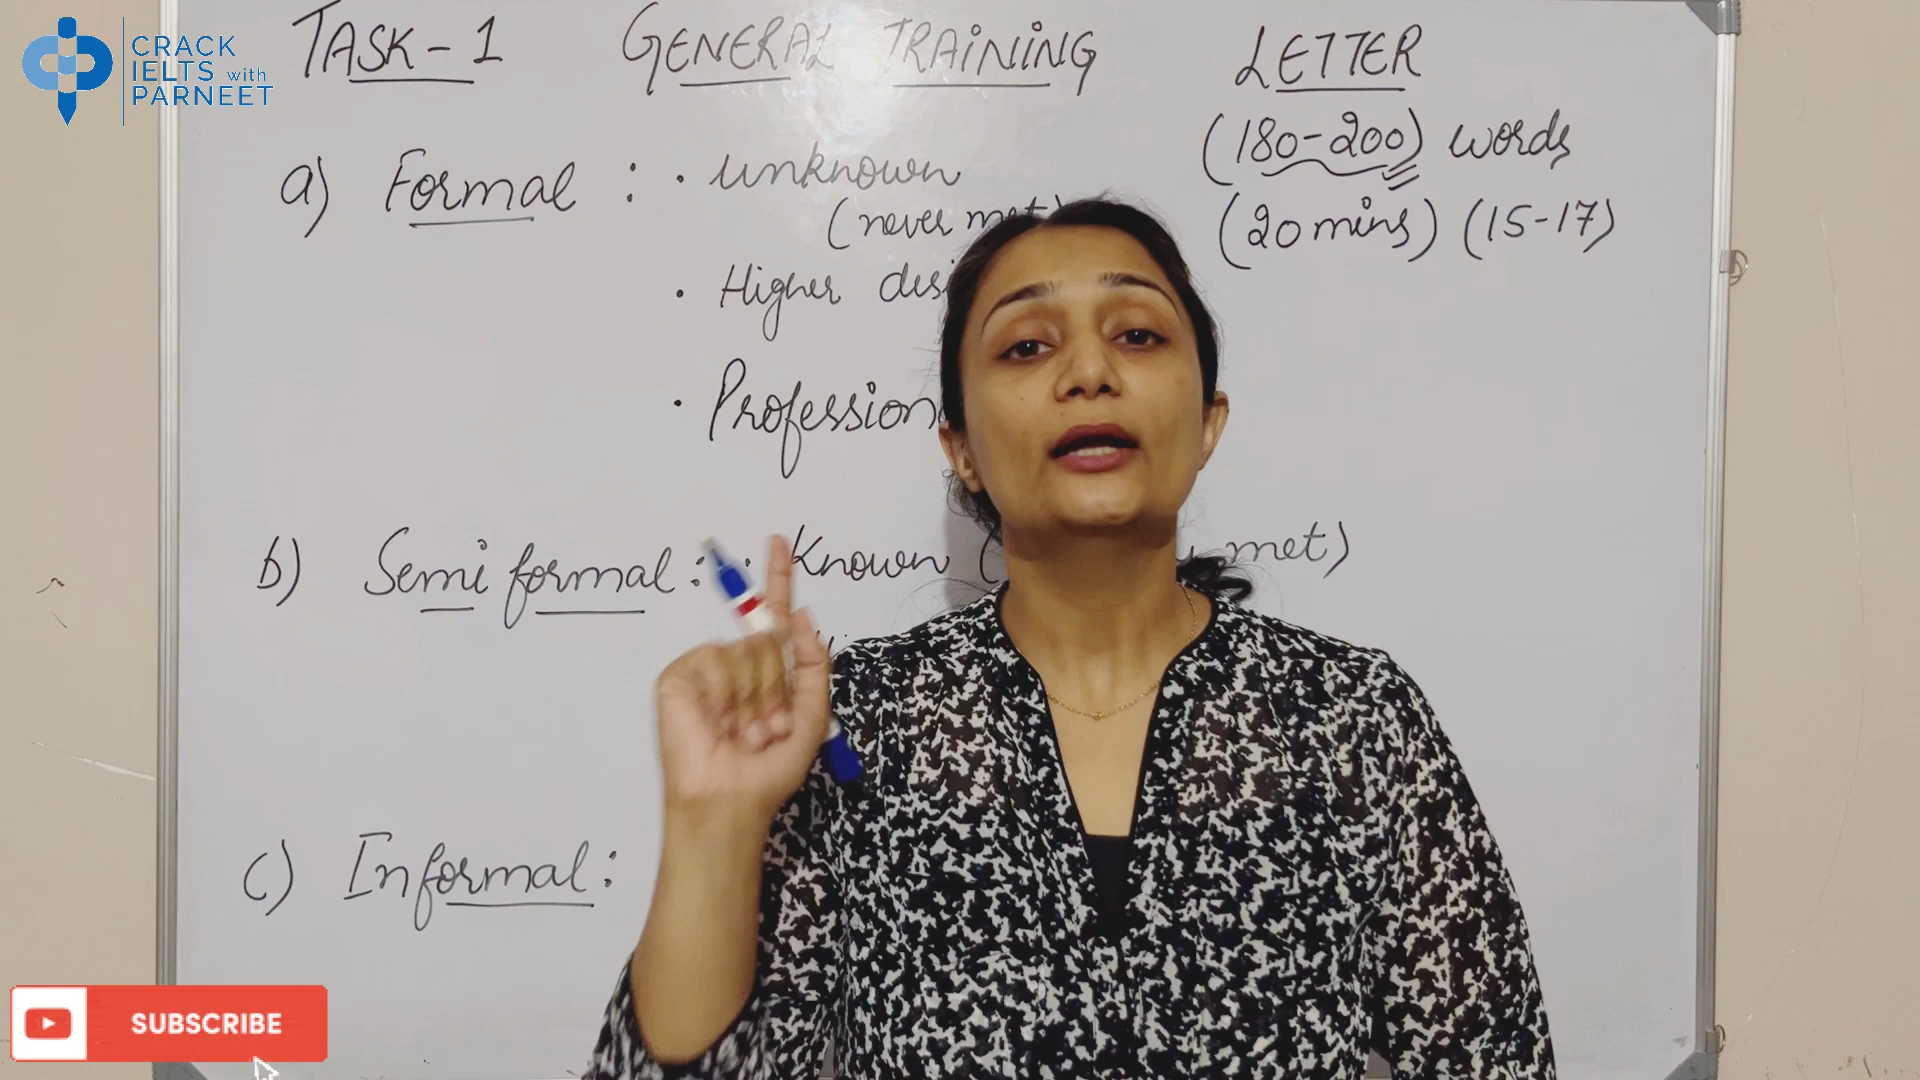 CRACK
IELTS with
PARNEET
TASK-1 GENERAL TRAINING LETTER
(180-200) words
(20 mins) (15-17)
a) Formal : • unknown
(never met)
• Higher
•
b) Semi formal : • Known ( met)
c) Informal :
SUBSCRIBE